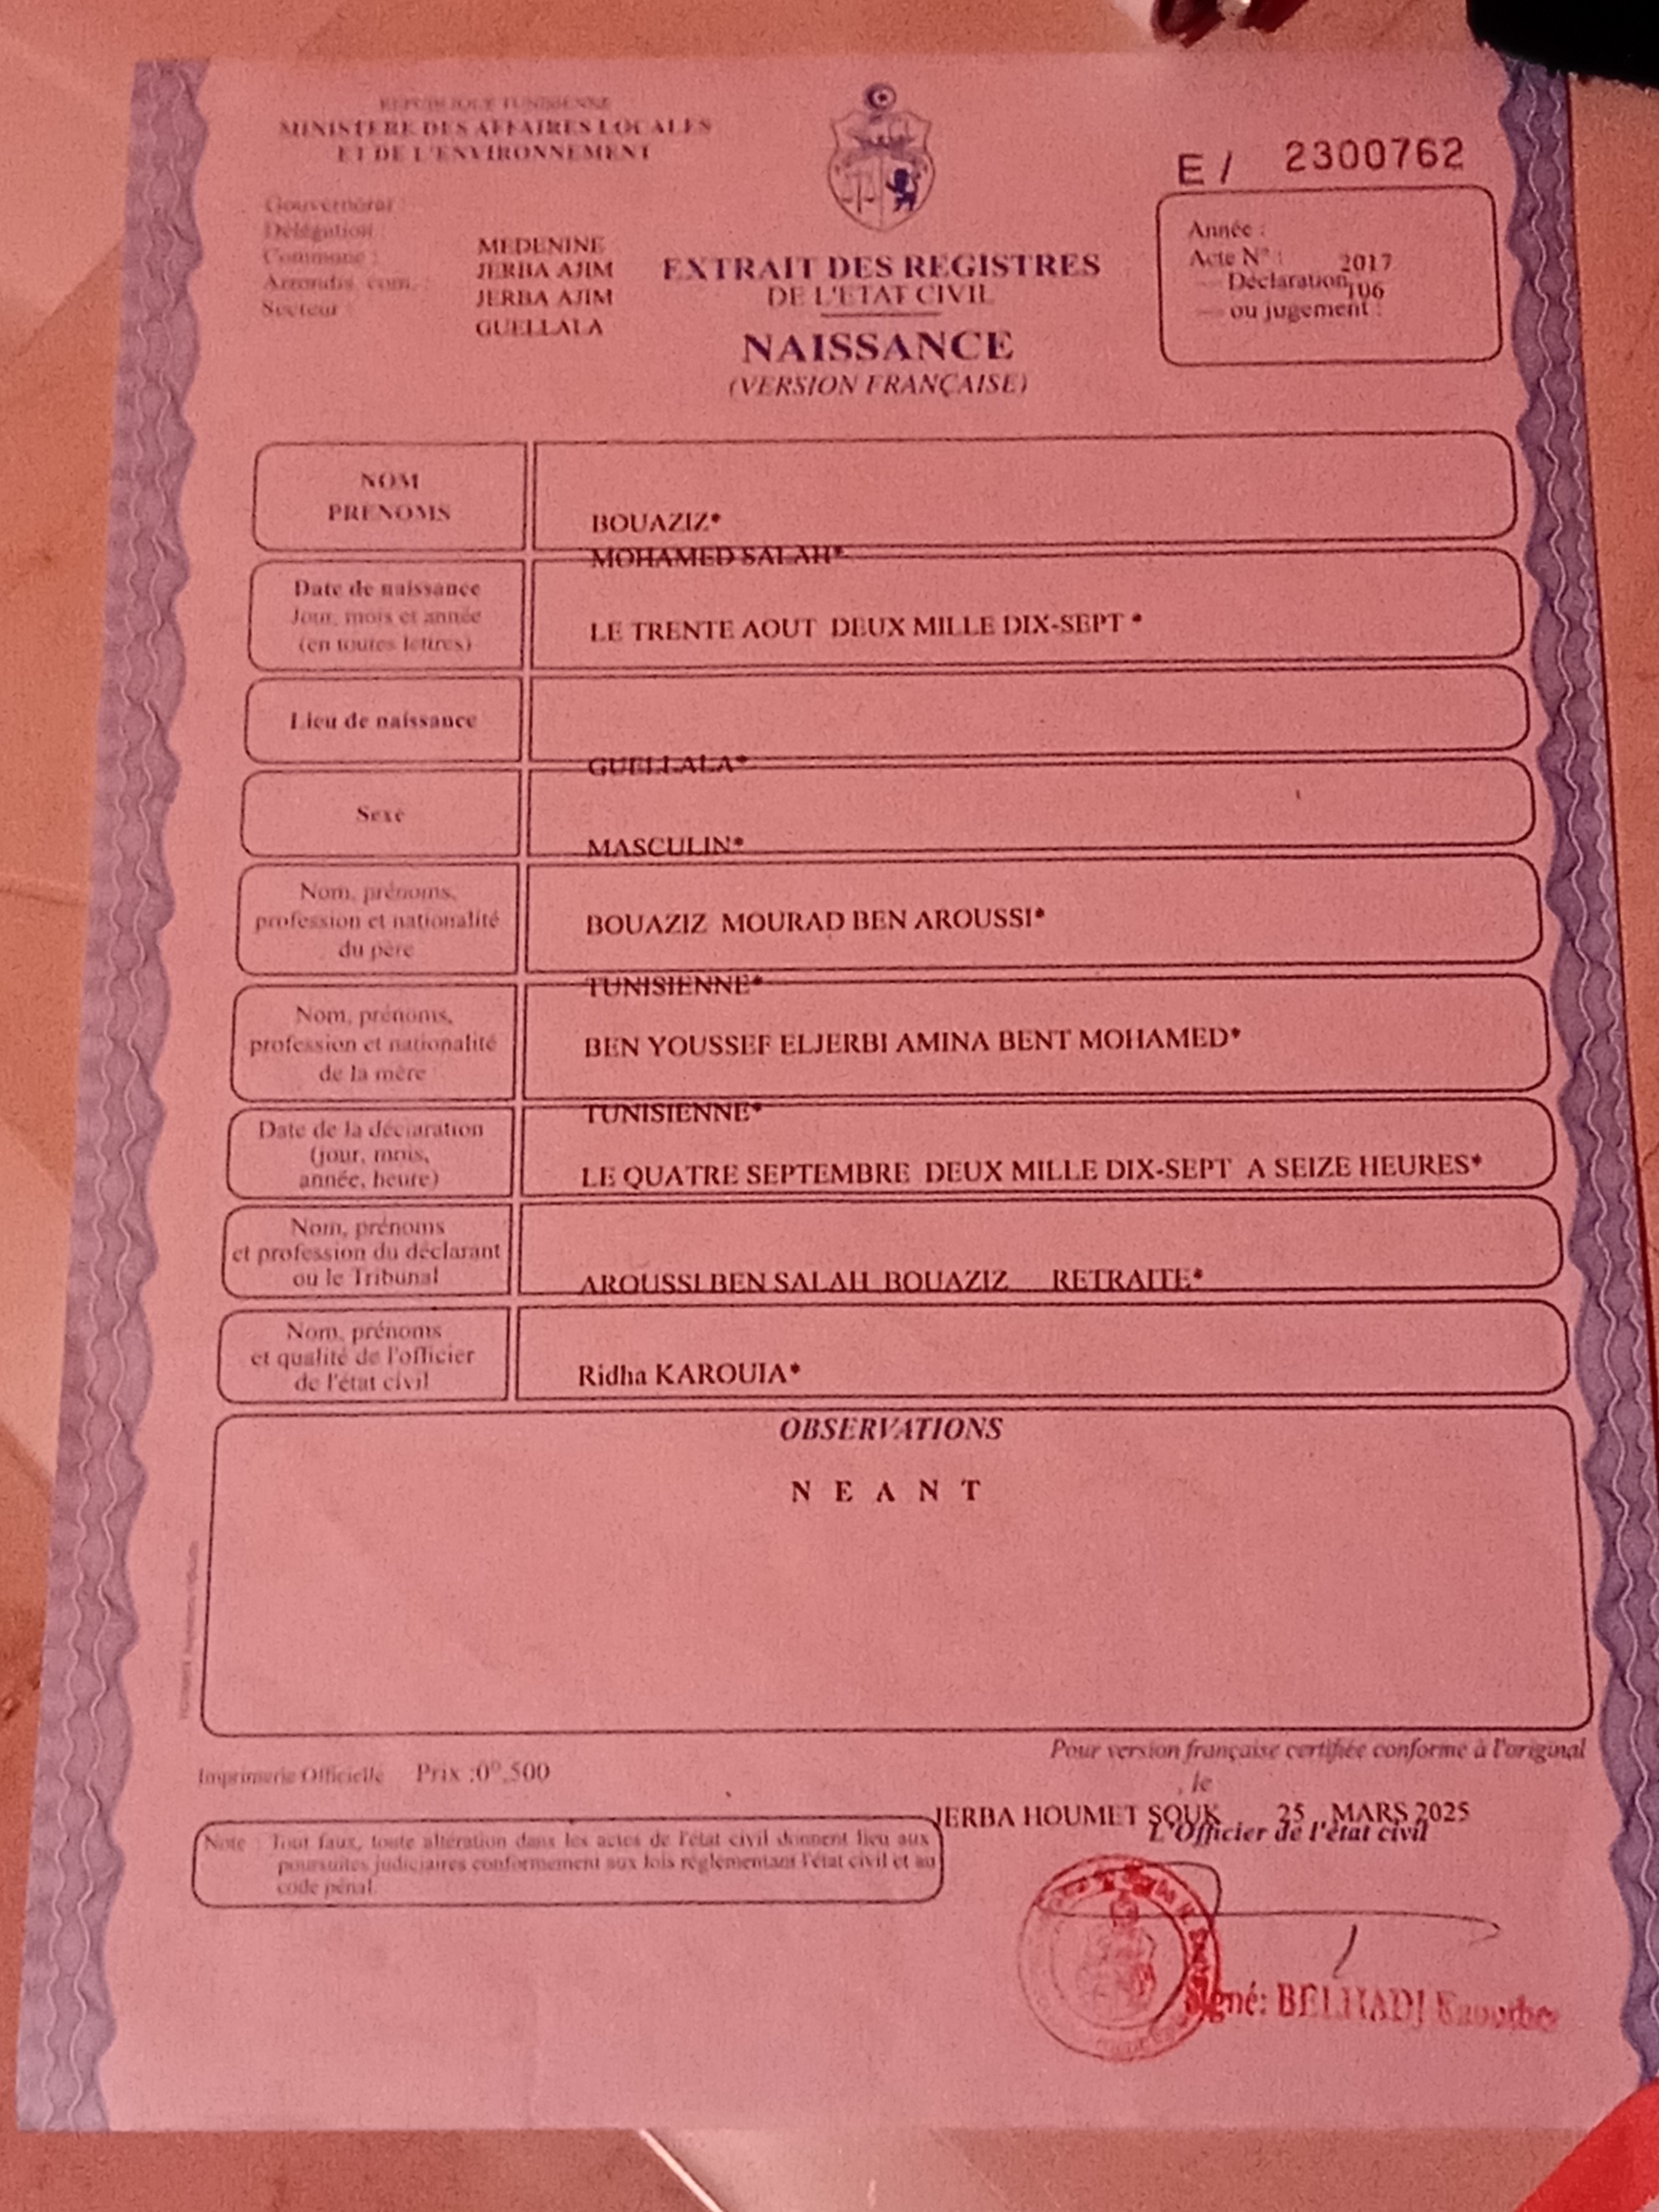 REPUBLIQUE TUNISIENNE
MINISTERE DES AFFAIRES LOCALES
ET DE L'ENVIRONNEMENT
E / 2300762
Gouvernorat :
Délégation :
Commune :
Arrondis. com. :
Secteur :
MEDENINE
JERBA AJIM
JERBA AJIM
GUELLALA
EXTRAIT DES REGISTRES
DE L'ETAT CIVIL
NAISSANCE
(VERSION FRANÇAISE)
Année :
Acte N° : 2017
— Déclaration 106
— ou jugement :
NOM
PRENOMS
BOUAZIZ*
MOHAMED SALAH*
Date de naissance
Jour, mois et année
(en toutes lettres)
LE TRENTE AOUT DEUX MILLE DIX-SEPT *
Lieu de naissance
GUELLALA*
Sexe
MASCULIN*
Nom, prénoms,
profession et nationalité
du père
BOUAZIZ MOURAD BEN AROUSSI*
TUNISIENNE*
Nom, prénoms,
profession et nationalité
de la mère
BEN YOUSSEF ELJERBI AMINA BENT MOHAMED*
TUNISIENNE*
Date de la déclaration
(jour, mois,
année, heure)
LE QUATRE SEPTEMBRE DEUX MILLE DIX-SEPT A SEIZE HEURES*
Nom, prénoms
et profession du déclarant
ou le Tribunal
AROUSSI BEN SALAH BOUAZIZ RETRAITE*
Nom, prénoms
et qualité de l'officier
de l'état civil
Ridha KAROUIA*
OBSERVATIONS
N E A N T
Imprimerie Officielle Prix :0D,500
Pour version française certifiée conforme à l'original
, le
JERBA HOUMET SOUK 25 MARS 2025
L'Officier de l'état civil
Note : Tout faux, toute altération dans les actes de l'état civil donnent lieu aux
poursuites judiciaires conformement aux lois réglementant l'état civil et au
code pénal.
Signé: BELHADJ